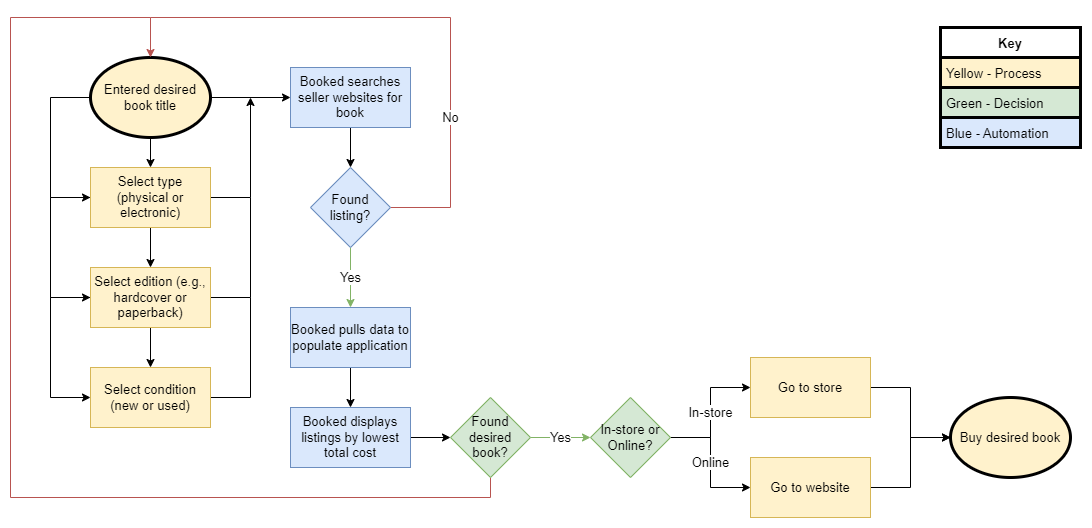 Key
Yellow - Process
Green - Decision
Blue - Automation
Entered desired
book title
Select type
(physical or
electronic)
Select edition (e.g.,
hardcover or
paperback)
Select condition
(new or used)
Booked searches
seller websites for
book
Found
listing?
No
Yes
Booked pulls data to
populate application
Booked displays
listings by lowest
total cost
Found
desired
book?
Yes
In-store or
Online?
In-store
Online
Go to store
Go to website
Buy desired book